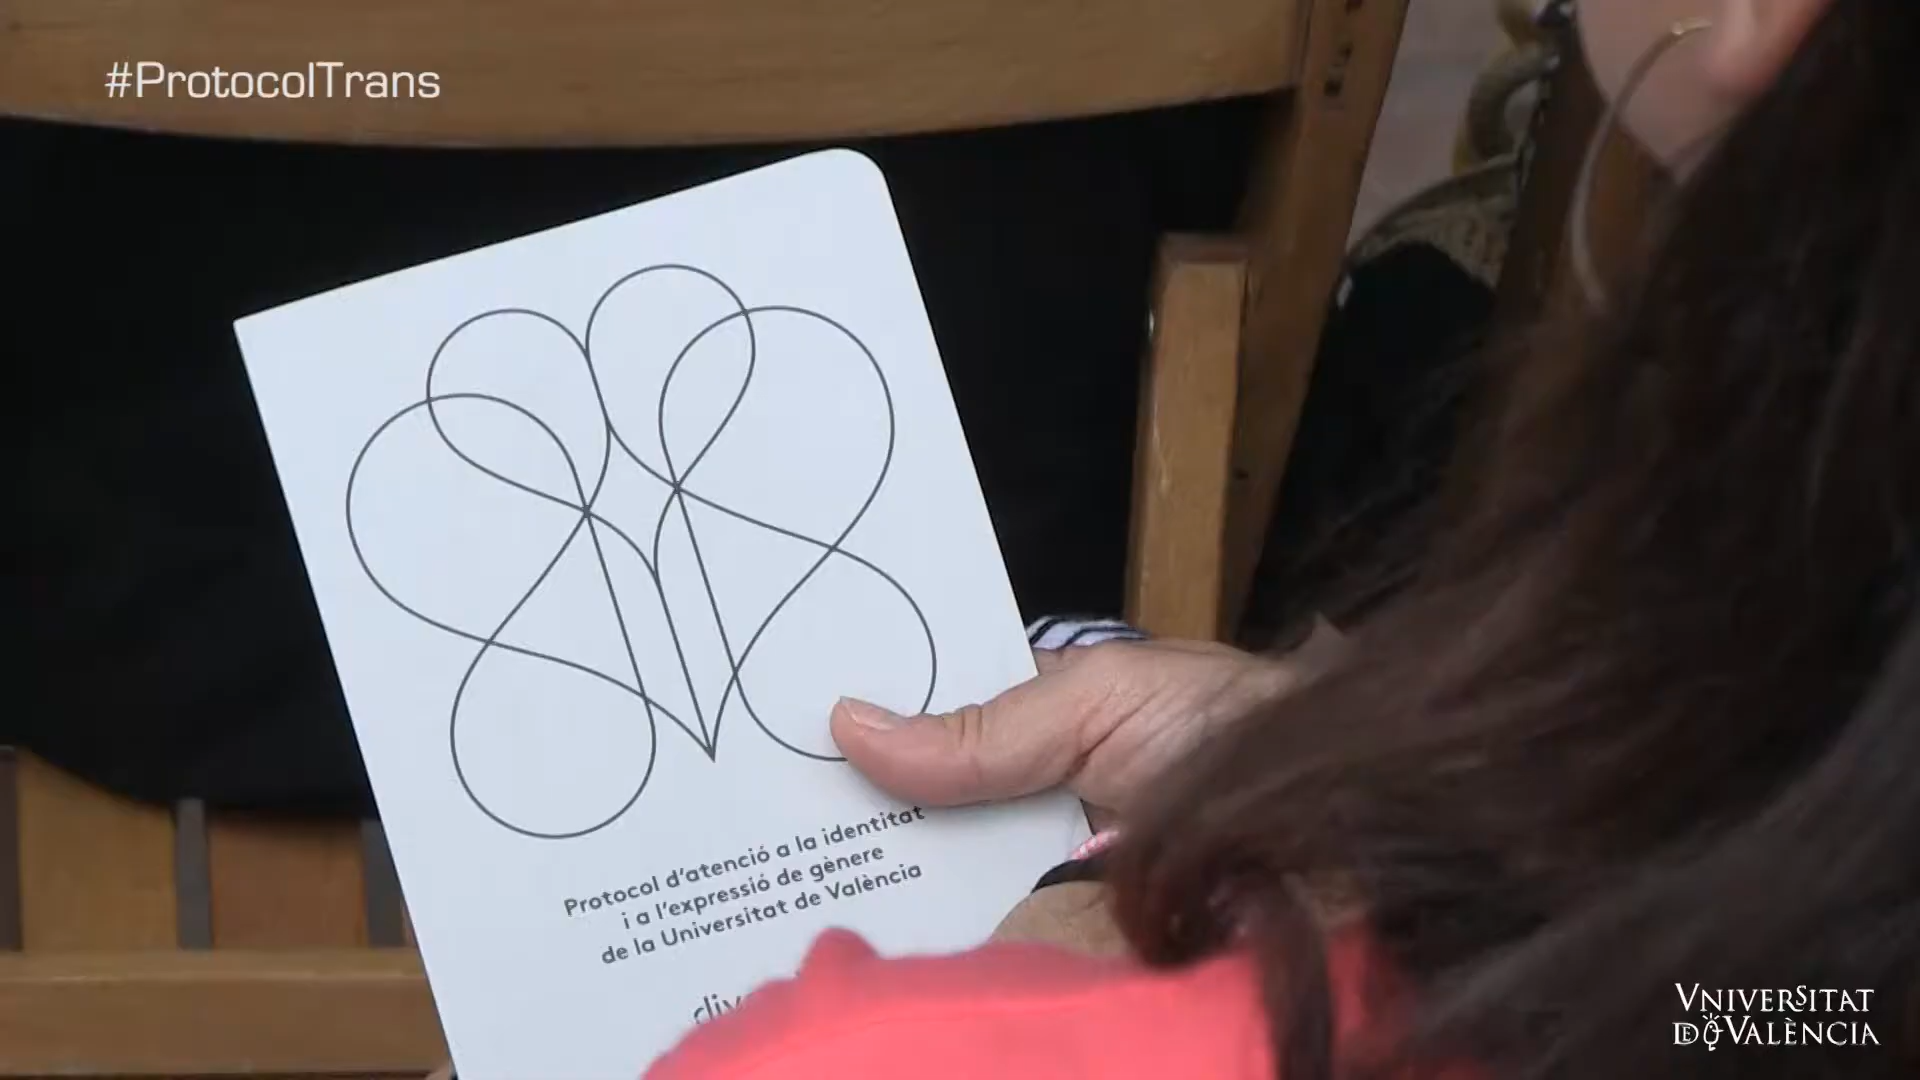 #ProtocolTrans
Protocol d'atenció a la identitat
i a l'expressió de gènere
de la Universitat de València
VNIVERSITAT
DE VALÈNCIA